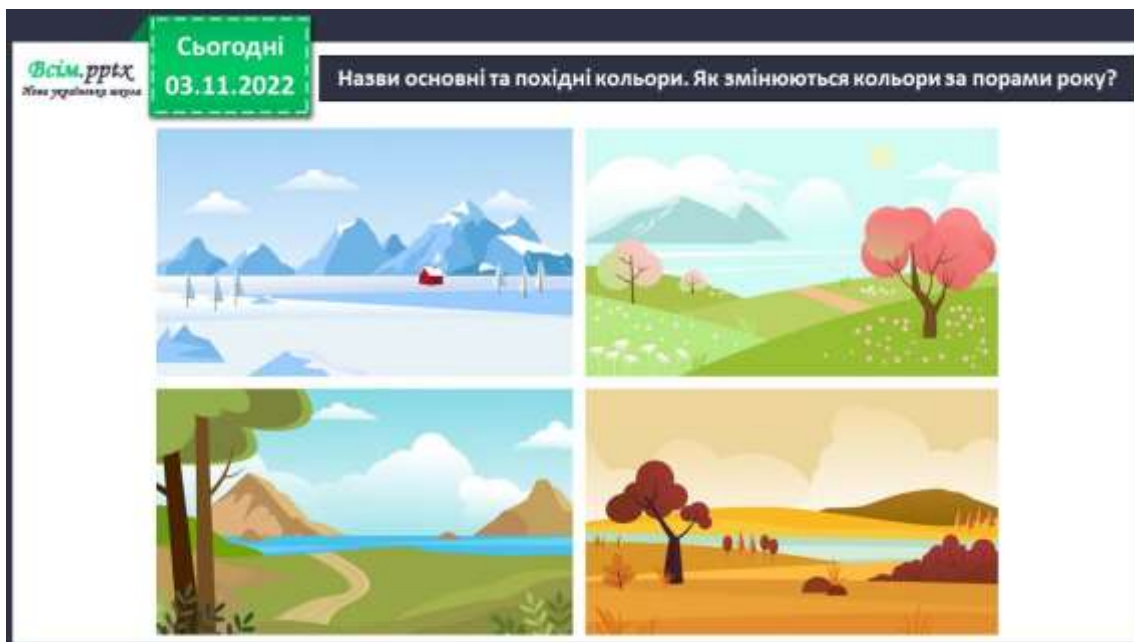 Всім.pptx
Нова українська школа
Сьогодні
03.11.2022
Назви основні та похідні кольори. Як змінюються кольори за порами року?